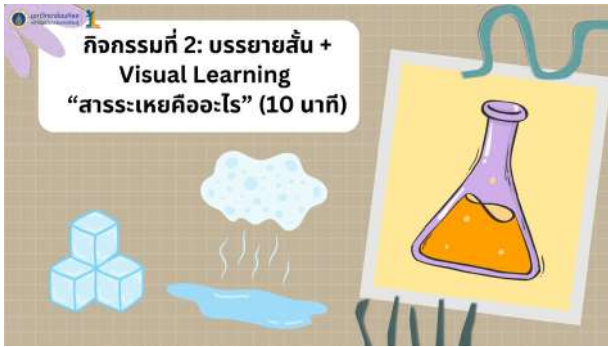 กิจกรรมที่ 2: บรรยายสั้น +
Visual Learning
“สารระเหยคืออะไร” (10 นาที)